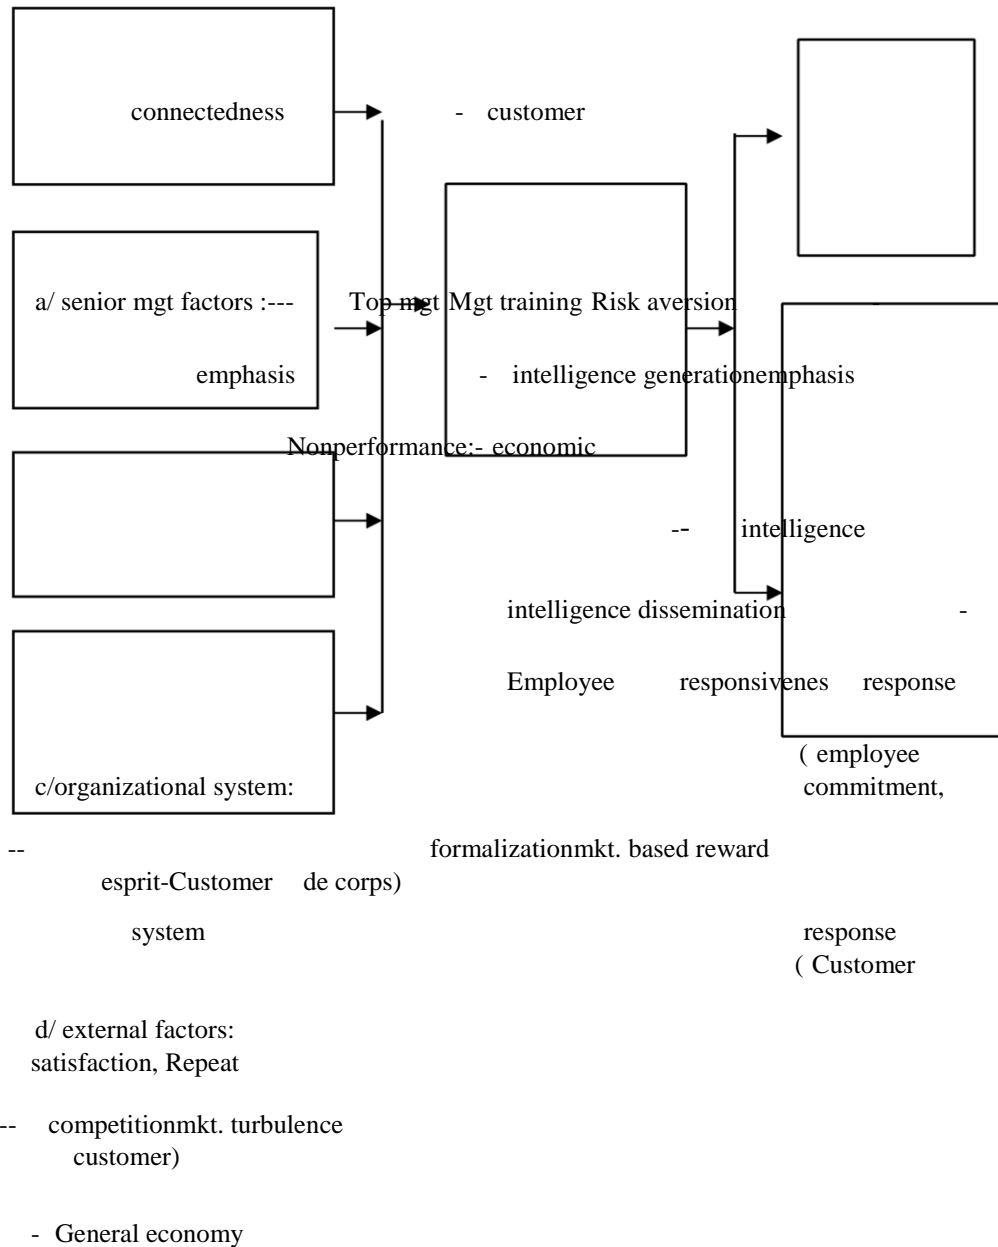 connectedness - customer
a/ senior mgt factors :--- Top mgt Mgt training Risk aversion -
emphasis - intelligence generationemphasis
Nonperformance:- economic
-- intelligence
intelligence dissemination -
Employee responsivenes response
( employee
c/organizational system: commitment,
-- formalizationmkt. based reward
esprit-Customer de corps)
system response
( Customer
d/ external factors:
satisfaction, Repeat
-- competitionmkt. turbulence
customer)
- General economy